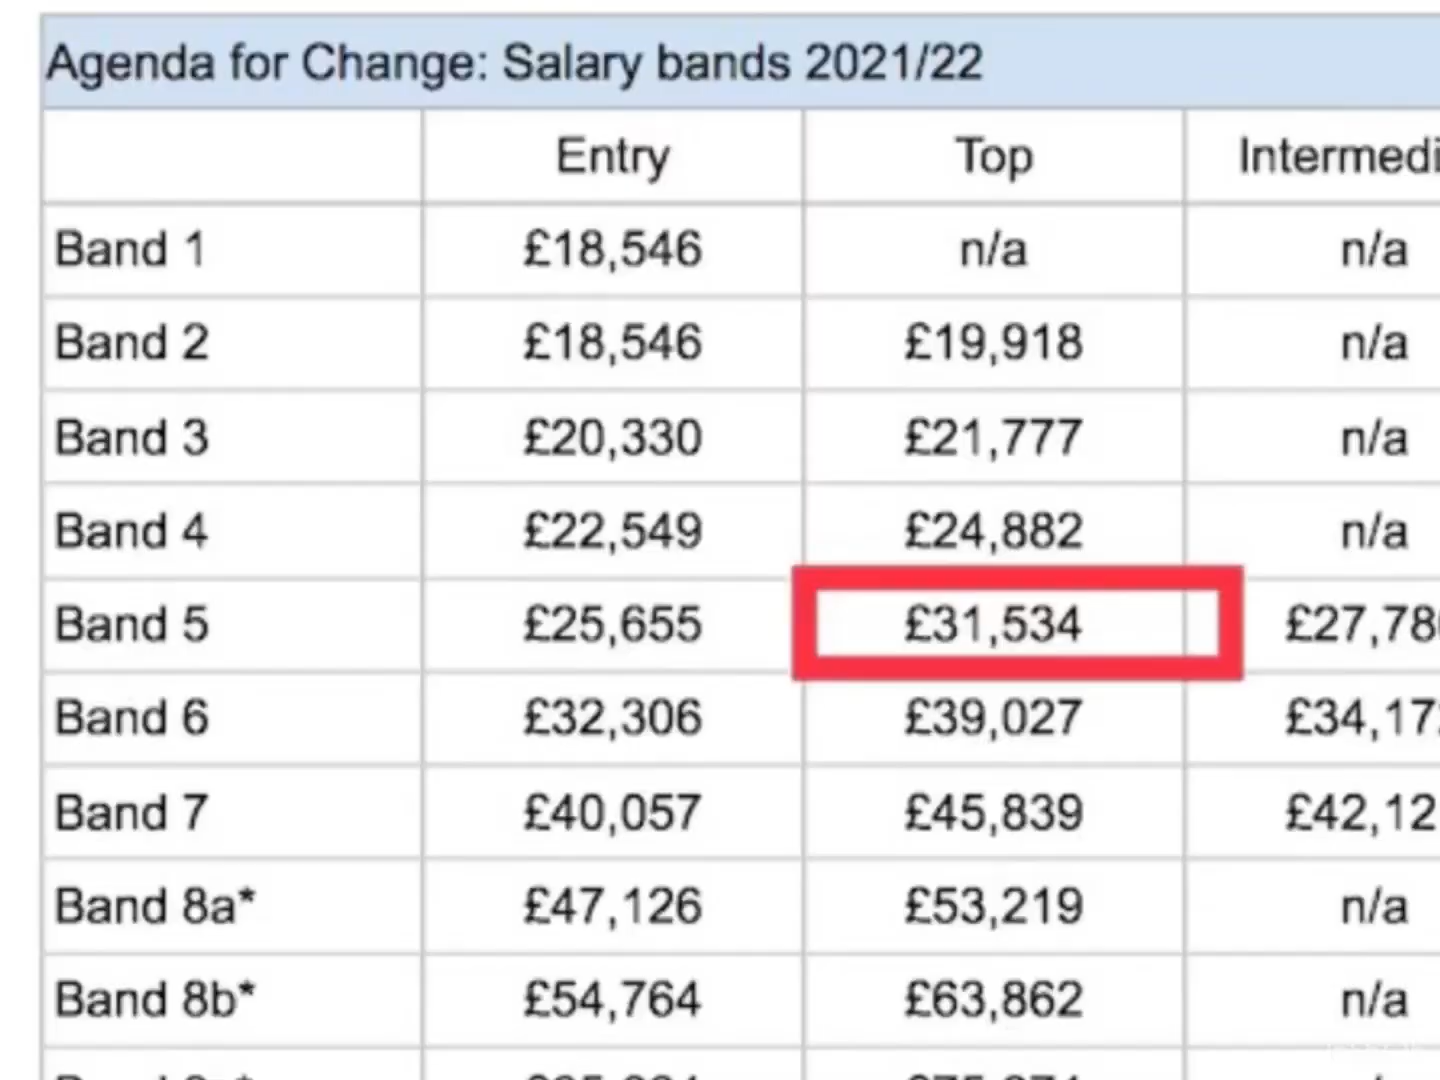 Agenda for Change: Salary bands 2021/22
Entry Top Intermedi
Band 1 £18,546 n/a n/a
Band 2 £18,546 £19,918 n/a
Band 3 £20,330 £21,777 n/a
Band 4 £22,549 £24,882 n/a
Band 5 £25,655 £31,534 £27,78
Band 6 £32,306 £39,027 £34,17
Band 7 £40,057 £45,839 £42,12
Band 8a* £47,126 £53,219 n/a
Band 8b* £54,764 £63,862 n/a